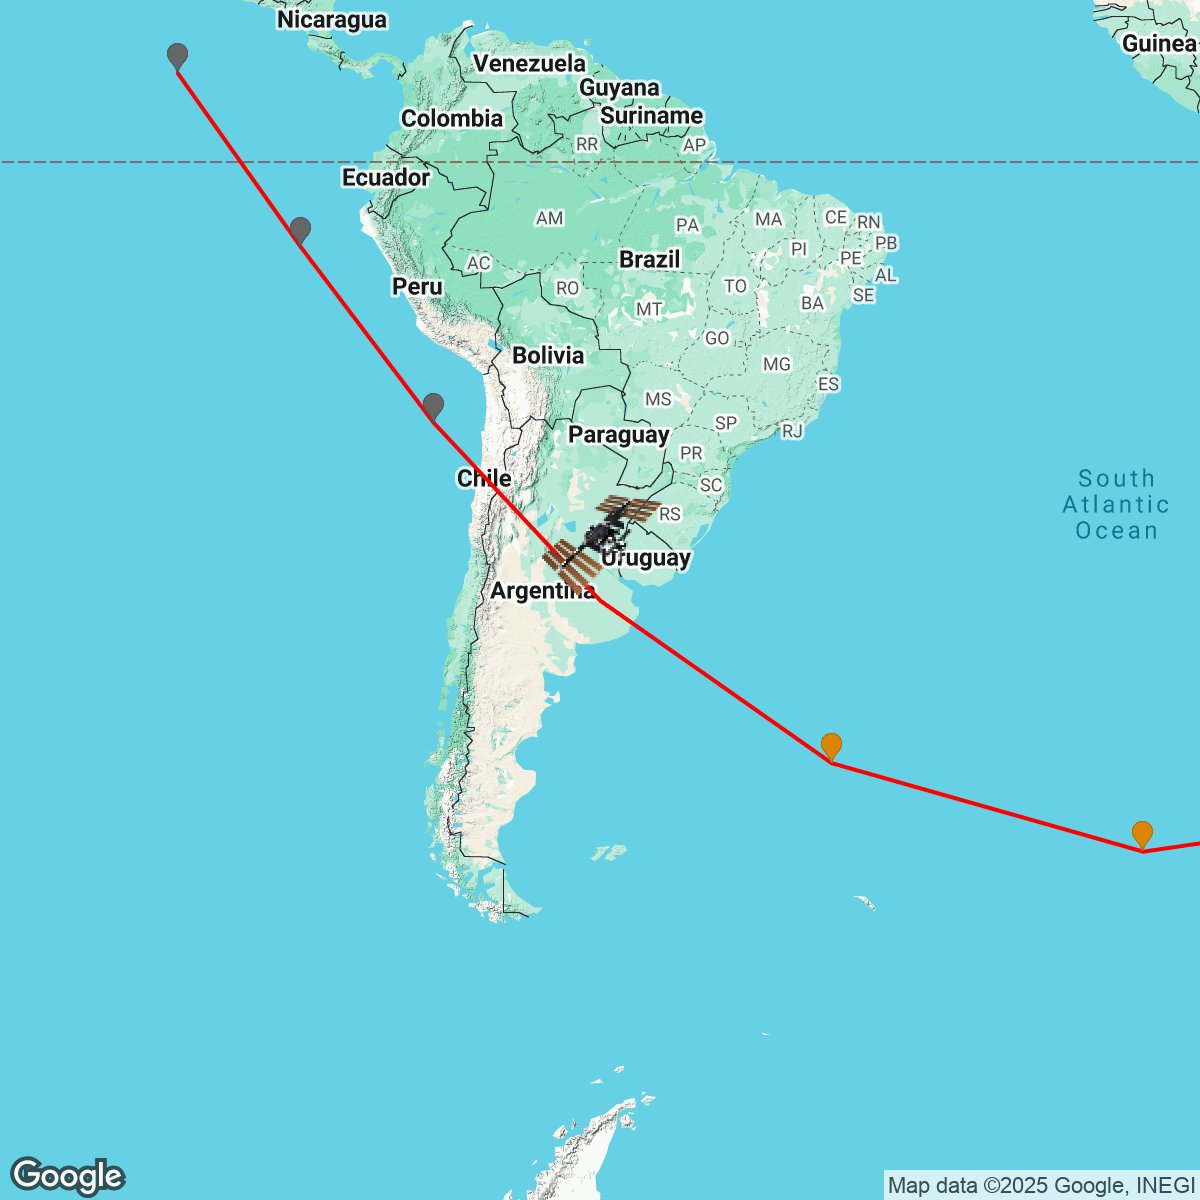 Nicaragua
Guinea
Venezuela
Guyana
Suriname
Colombia
RR
AP
Ecuador
AM
PA
MA
CE
RN
PB
PI
PE
AL
Brazil
AC
Peru
RO
TO
SE
BA
MT
GO
Bolivia
MG
ES
MS
SP
RJ
Paraguay
PR
Chile
SC
South
Atlantic
Ocean
RS
Uruguay
Argentina
Google
Map data ©2025 Google, INEGI